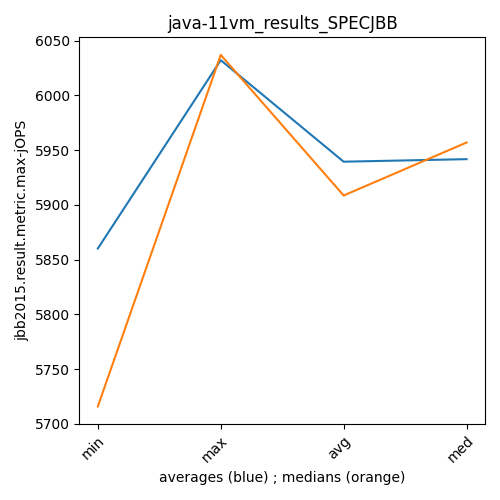 java-11vm_results_SPECJBB
jbb2015.result.metric.max-jOPS
6050
6000
5950
5900
5850
5800
5750
5700
min
max
avg
med
averages (blue) ; medians (orange)